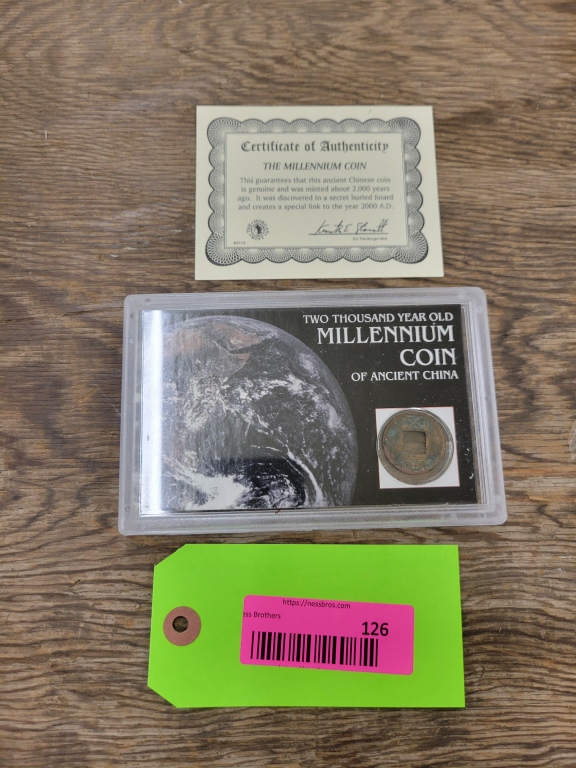 Certificate of Authenticity
THE MILLENNIUM COIN
This guarantees that this ancient Chinese coin
is genuine and was minted about 2,000 years
ago. It was discovered in a secret buried hoard
and creates a special link to the year 2000 A.D.
TWO THOUSAND YEAR OLD
MILLENNIUM
COIN
OF ANCIENT CHINA
https://nessbros.com
ess Brothers
126